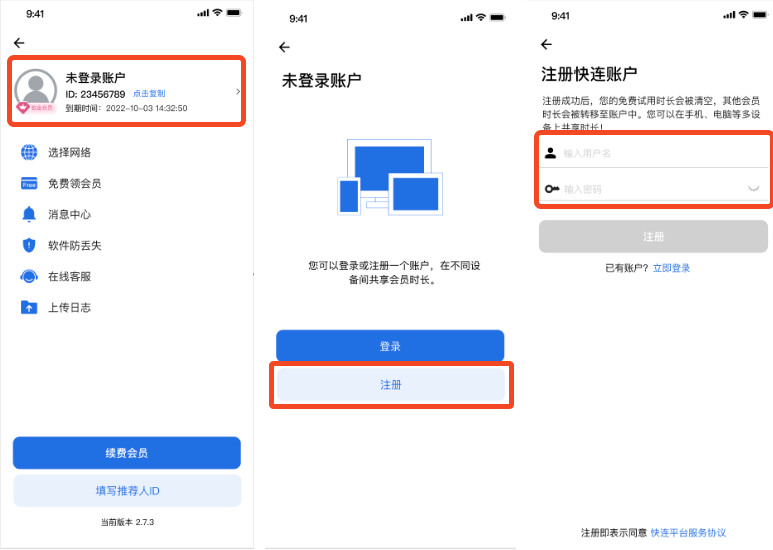 9:41
未登录账户
ID: 23456789 点击复制
铂金会员
到期时间：2022-10-03 14:32:50
选择网络
Free
免费领会员
消息中心
软件防丢失
在线客服
上传日志
续费会员
填写推荐人ID
当前版本 2.7.3
9:41
未登录账户
您可以登录或注册一个账户，在不同设
备间共享会员时长。
登录
注册
9:41
注册快连账户
注册成功后，您的免费试用时长会被清空，其他会员
时长会被转移至账户中。您可以在手机、电脑等多设
备上共享时长！
输入用户名
输入密码
注册
已有账户？立即登录
注册即表示同意 快连平台服务协议